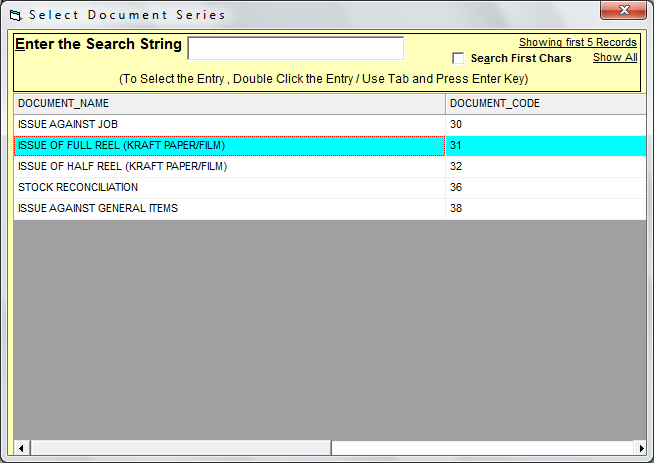 Select Document Series
Enter the Search String
Showing first 5 Records
Search First Chars
Show All
(To Select the Entry , Double Click the Entry / Use Tab and Press Enter Key)
DOCUMENT_NAME DOCUMENT_CODE
ISSUE AGAINST JOB 30
ISSUE OF FULL REEL (KRAFT PAPER/FILM) 31
ISSUE OF HALF REEL (KRAFT PAPER/FILM) 32
STOCK RECONCILIATION 36
ISSUE AGAINST GENERAL ITEMS 38